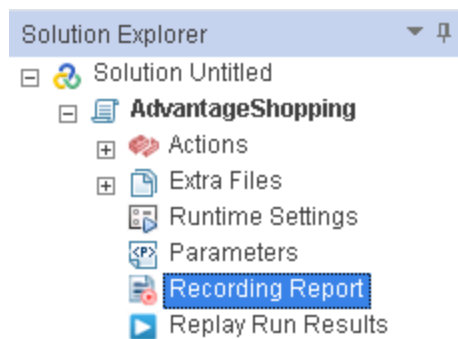 Solution Explorer
Solution Untitled
AdvantageShopping
Actions
Extra Files
Runtime Settings
<P> Parameters
Recording Report
Replay Run Results